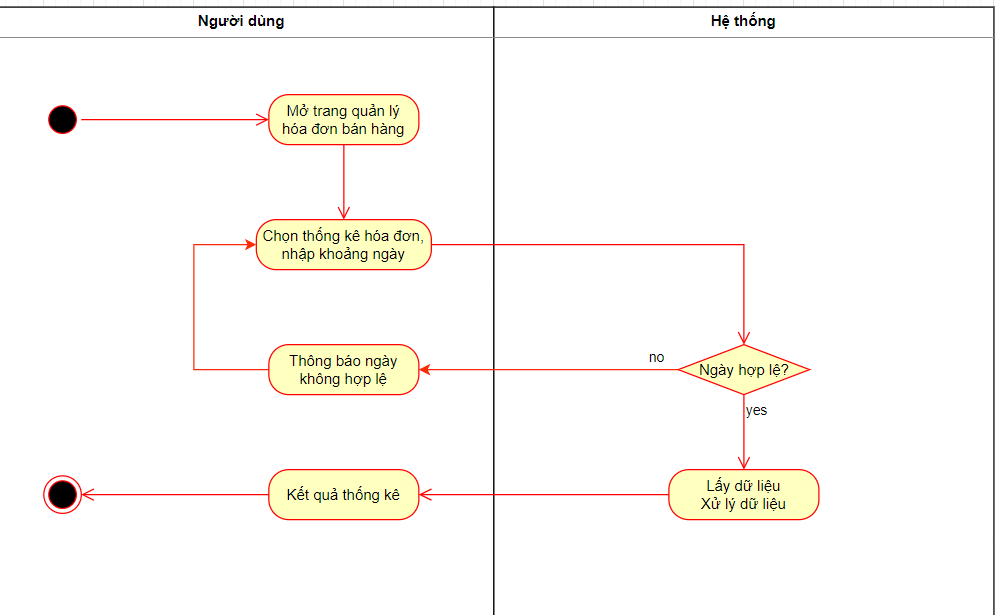 Người dùng
Hệ thống
Mở trang quản lý
hóa đơn bán hàng
Chọn thống kê hóa đơn,
nhập khoảng ngày
Thông báo ngày
không hợp lệ
no
Ngày hợp lệ?
yes
Kết quả thống kê
Lấy dữ liệu
Xử lý dữ liệu